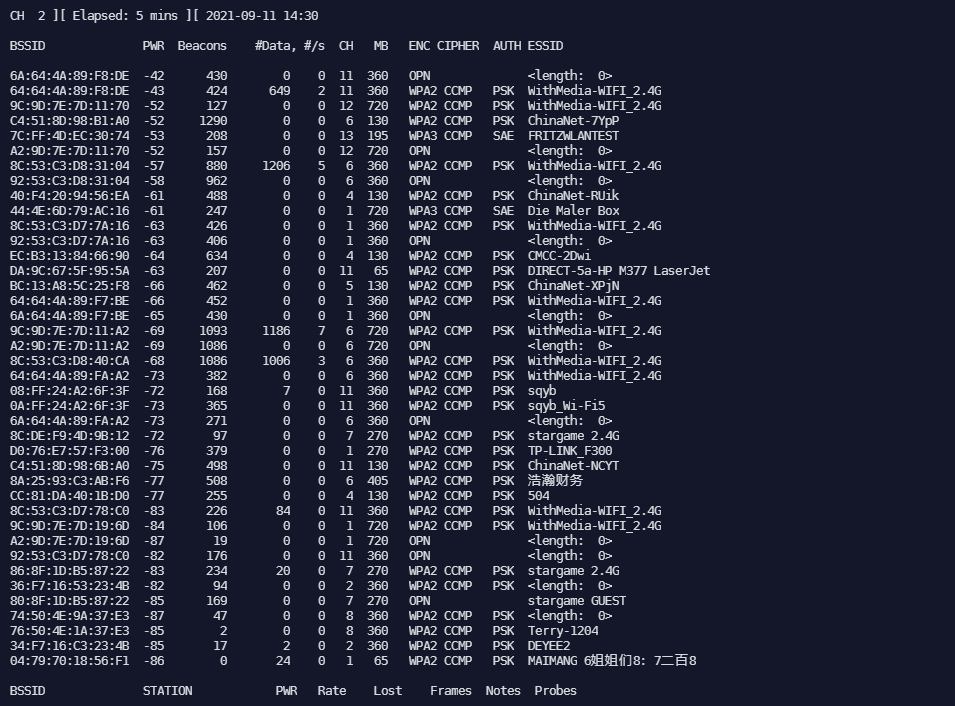 CH  2 ][ Elapsed: 5 mins ][ 2021-09-11 14:30
BSSID              PWR  Beacons    #Data, #/s  CH   MB   ENC CIPHER  AUTH ESSID
6A:64:4A:89:F8:DE  -42      430        0    0  11  360   OPN              <length:  0>
64:64:4A:89:F8:DE  -43      424      649    2  11  360   WPA2 CCMP   PSK  WithMedia-WIFI_2.4G
9C:9D:7E:7D:11:70  -52      127        0    0  12  720   WPA2 CCMP   PSK  WithMedia-WIFI_2.4G
C4:51:8D:98:B1:A0  -52     1290        0    0   6  130   WPA2 CCMP   PSK  ChinaNet-7YpP
7C:FF:4D:EC:30:74  -53      208        0    0  13  195   WPA3 CCMP   SAE  FRITZWLANTEST
A2:9D:7E:7D:11:70  -52      157        0    0  12  720   OPN              <length:  0>
8C:53:C3:D8:31:04  -57      880     1206    5   6  360   WPA2 CCMP   PSK  WithMedia-WIFI_2.4G
92:53:C3:D8:31:04  -58      962        0    0   6  360   OPN              <length:  0>
40:F4:20:94:56:EA  -61      488        0    0   4  130   WPA2 CCMP   PSK  ChinaNet-RUik
44:4E:6D:79:AC:16  -61      247        0    0   1  720   WPA3 CCMP   SAE  Die Maler Box
8C:53:C3:D7:7A:16  -63      426        0    0   1  360   WPA2 CCMP   PSK  WithMedia-WIFI_2.4G
92:53:C3:D7:7A:16  -63      406        0    0   1  360   OPN              <length:  0>
EC:B3:13:84:66:90  -64      634        0    0   4  130   WPA2 CCMP   PSK  CMCC-2Dwi
DA:9C:67:5F:95:5A  -63      207        0    0  11   65   WPA2 CCMP   PSK  DIRECT-5a-HP M377 LaserJet
BC:13:A8:5C:25:F8  -66      462        0    0   5  130   WPA2 CCMP   PSK  ChinaNet-XPjN
64:64:4A:89:F7:BE  -66      452        0    0   1  360   WPA2 CCMP   PSK  WithMedia-WIFI_2.4G
6A:64:4A:89:F7:BE  -65      430        0    0   1  360   OPN              <length:  0>
9C:9D:7E:7D:11:A2  -69     1093     1186    7   6  720   WPA2 CCMP   PSK  WithMedia-WIFI_2.4G
A2:9D:7E:7D:11:A2  -69     1086        0    0   6  720   OPN              <length:  0>
8C:53:C3:D8:40:CA  -68     1086     1006    3   6  360   WPA2 CCMP   PSK  WithMedia-WIFI_2.4G
64:64:4A:89:FA:A2  -73      382        0    0   6  360   WPA2 CCMP   PSK  WithMedia-WIFI_2.4G
08:FF:24:A2:6F:3F  -72      168        7    0  11  360   WPA2 CCMP   PSK  sqyb
0A:FF:24:A2:6F:3F  -73      365        0    0  11  360   WPA2 CCMP   PSK  sqyb_Wi-Fi5
6A:64:4A:89:FA:A2  -73      271        0    0   6  360   OPN              <length:  0>
8C:DE:F9:4D:9B:12  -72       97        0    0   7  270   WPA2 CCMP   PSK  stargame 2.4G
D0:76:E7:57:F3:00  -76      379        0    0   1  270   WPA2 CCMP   PSK  TP-LINK_F300
C4:51:8D:98:6B:A0  -75      498        0    0  11  130   WPA2 CCMP   PSK  ChinaNet-NCYT
8A:25:93:C3:AB:F6  -77      508        0    0   6  405   WPA2 CCMP   PSK  浩瀚财务
CC:81:DA:40:1B:D0  -77      255        0    0   4  130   WPA2 CCMP   PSK  504
8C:53:C3:D7:78:C0  -83      226       84    0  11  360   WPA2 CCMP   PSK  WithMedia-WIFI_2.4G
9C:9D:7E:7D:19:6D  -84      106        0    0   1  720   WPA2 CCMP   PSK  WithMedia-WIFI_2.4G
A2:9D:7E:7D:19:6D  -87       19        0    0   1  720   OPN              <length:  0>
92:53:C3:D7:78:C0  -82      176        0    0  11  360   OPN              <length:  0>
86:8F:1D:B5:87:22  -83      234       20    0   7  270   WPA2 CCMP   PSK  stargame 2.4G
36:F7:16:53:23:4B  -82       94        0    0   2  360   WPA2 CCMP   PSK  <length:  0>
80:8F:1D:B5:87:22  -85      169        0    0   7  270   OPN              stargame GUEST
74:50:4E:9A:37:E3  -87       47        0    0   8  360   WPA2 CCMP   PSK  <length:  0>
76:50:4E:1A:37:E3  -85        2        0    0   8  360   WPA2 CCMP   PSK  Terry-1204
34:F7:16:C3:23:4B  -85       17        2    0   2  360   WPA2 CCMP   PSK  DEYEE2
04:79:70:18:56:F1  -86        0       24    0   1   65   WPA2 CCMP   PSK  MAIMANG 6姐姐们8: 7二百8
BSSID              STATION            PWR   Rate    Lost    Frames  Notes  Probes